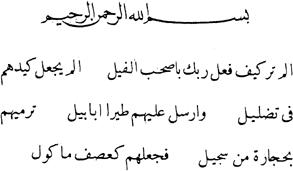 بسم الله الرحمن الرحيم
الم تر كيف فعل ربك باصحب الفيل الم يجعل كيدهم
فى تضليل وارسل عليهم طيرا ابابيل ترميهم
بحجارة من سجيل فجعلهم كعصف ماكول